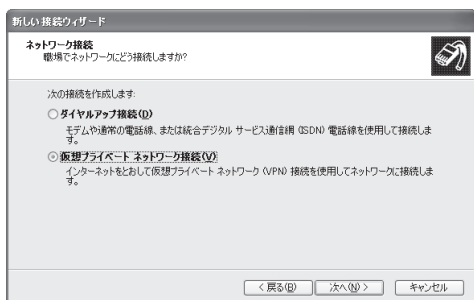 新しい接続ウィザード
ネットワーク接続
職場でネットワークにどう接続しますか?
次の接続を作成します:
ダイヤルアップ接続(D)
モデムや通常の電話線、または統合デジタル サービス通信網 (ISDN) 電話線を使用して接続しま
す。
仮想プライベート ネットワーク接続(V)
インターネットをとおして仮想プライベート ネットワーク (VPN) 接続を使用してネットワークに接続しま
す。
< 戻る(B)
次へ(N) >
キャンセル